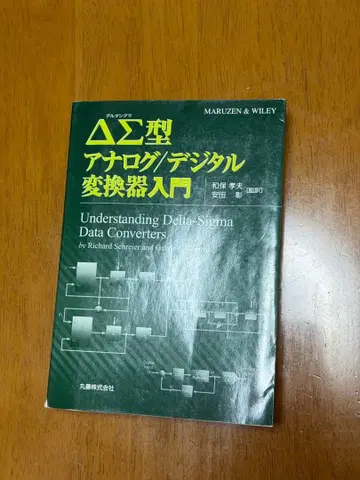 MARUZEN & WILEY
デルタシグマ
ΔΣ型
アナログ/デジタル
変換器入門
和保 孝夫
安田 彰
[監訳]
Understanding Delta-Sigma
Data Converters
by Richard Schreier and
丸善株式会社